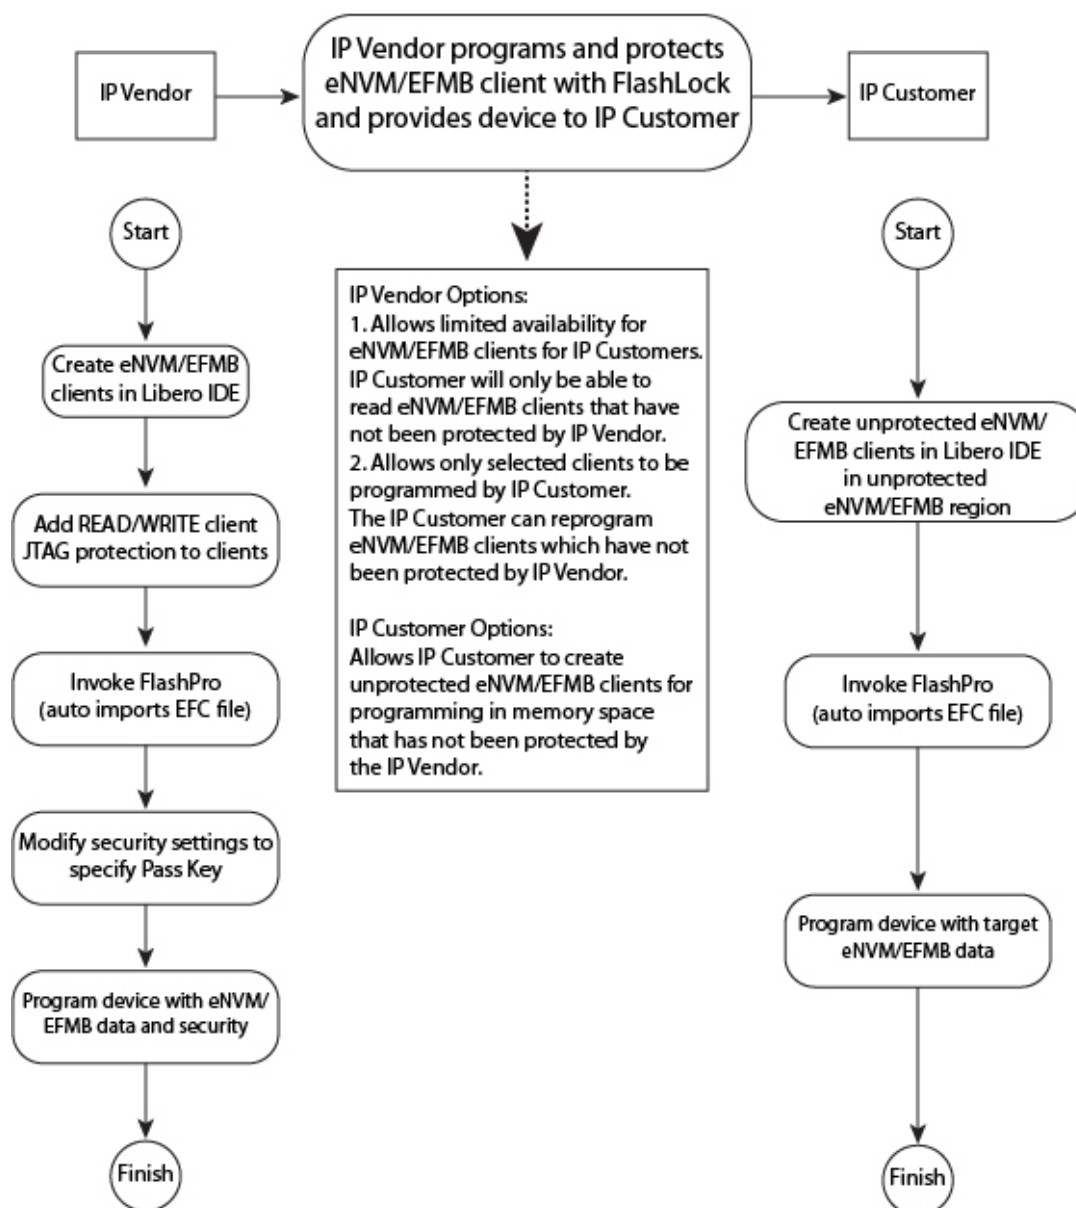 IP Vendor
IP Vendor programs and protects
eNVM/EFMB client with FlashLock
and provides device to IP Customer
IP Customer
Start
Create eNVM/EFMB
clients in Libero IDE
Add READ/WRITE client
JTAG protection to clients
Invoke FlashPro
(auto imports EFC file)
Modify security settings to
specify Pass Key
Program device with eNVM/
EFMB data and security
Finish
IP Vendor Options:
1. Allows limited availability for
eNVM/EFMB clients for IP Customers.
IP Customer will only be able to
read eNVM/EFMB clients that have
not been protected by IP Vendor.
2. Allows only selected clients to be
programmed by IP Customer.
The IP Customer can reprogram
eNVM/EFMB clients which have not
been protected by IP Vendor.
IP Customer Options:
Allows IP Customer to create
unprotected eNVM/EFMB clients for
programming in memory space
that has not been protected by
the IP Vendor.
Start
Create unprotected eNVM/
EFMB clients in Libero IDE
in unprotected
eNVM/EFMB region
Invoke FlashPro
(auto imports EFC file)
Program device with target
eNVM/EFMB data
Finish